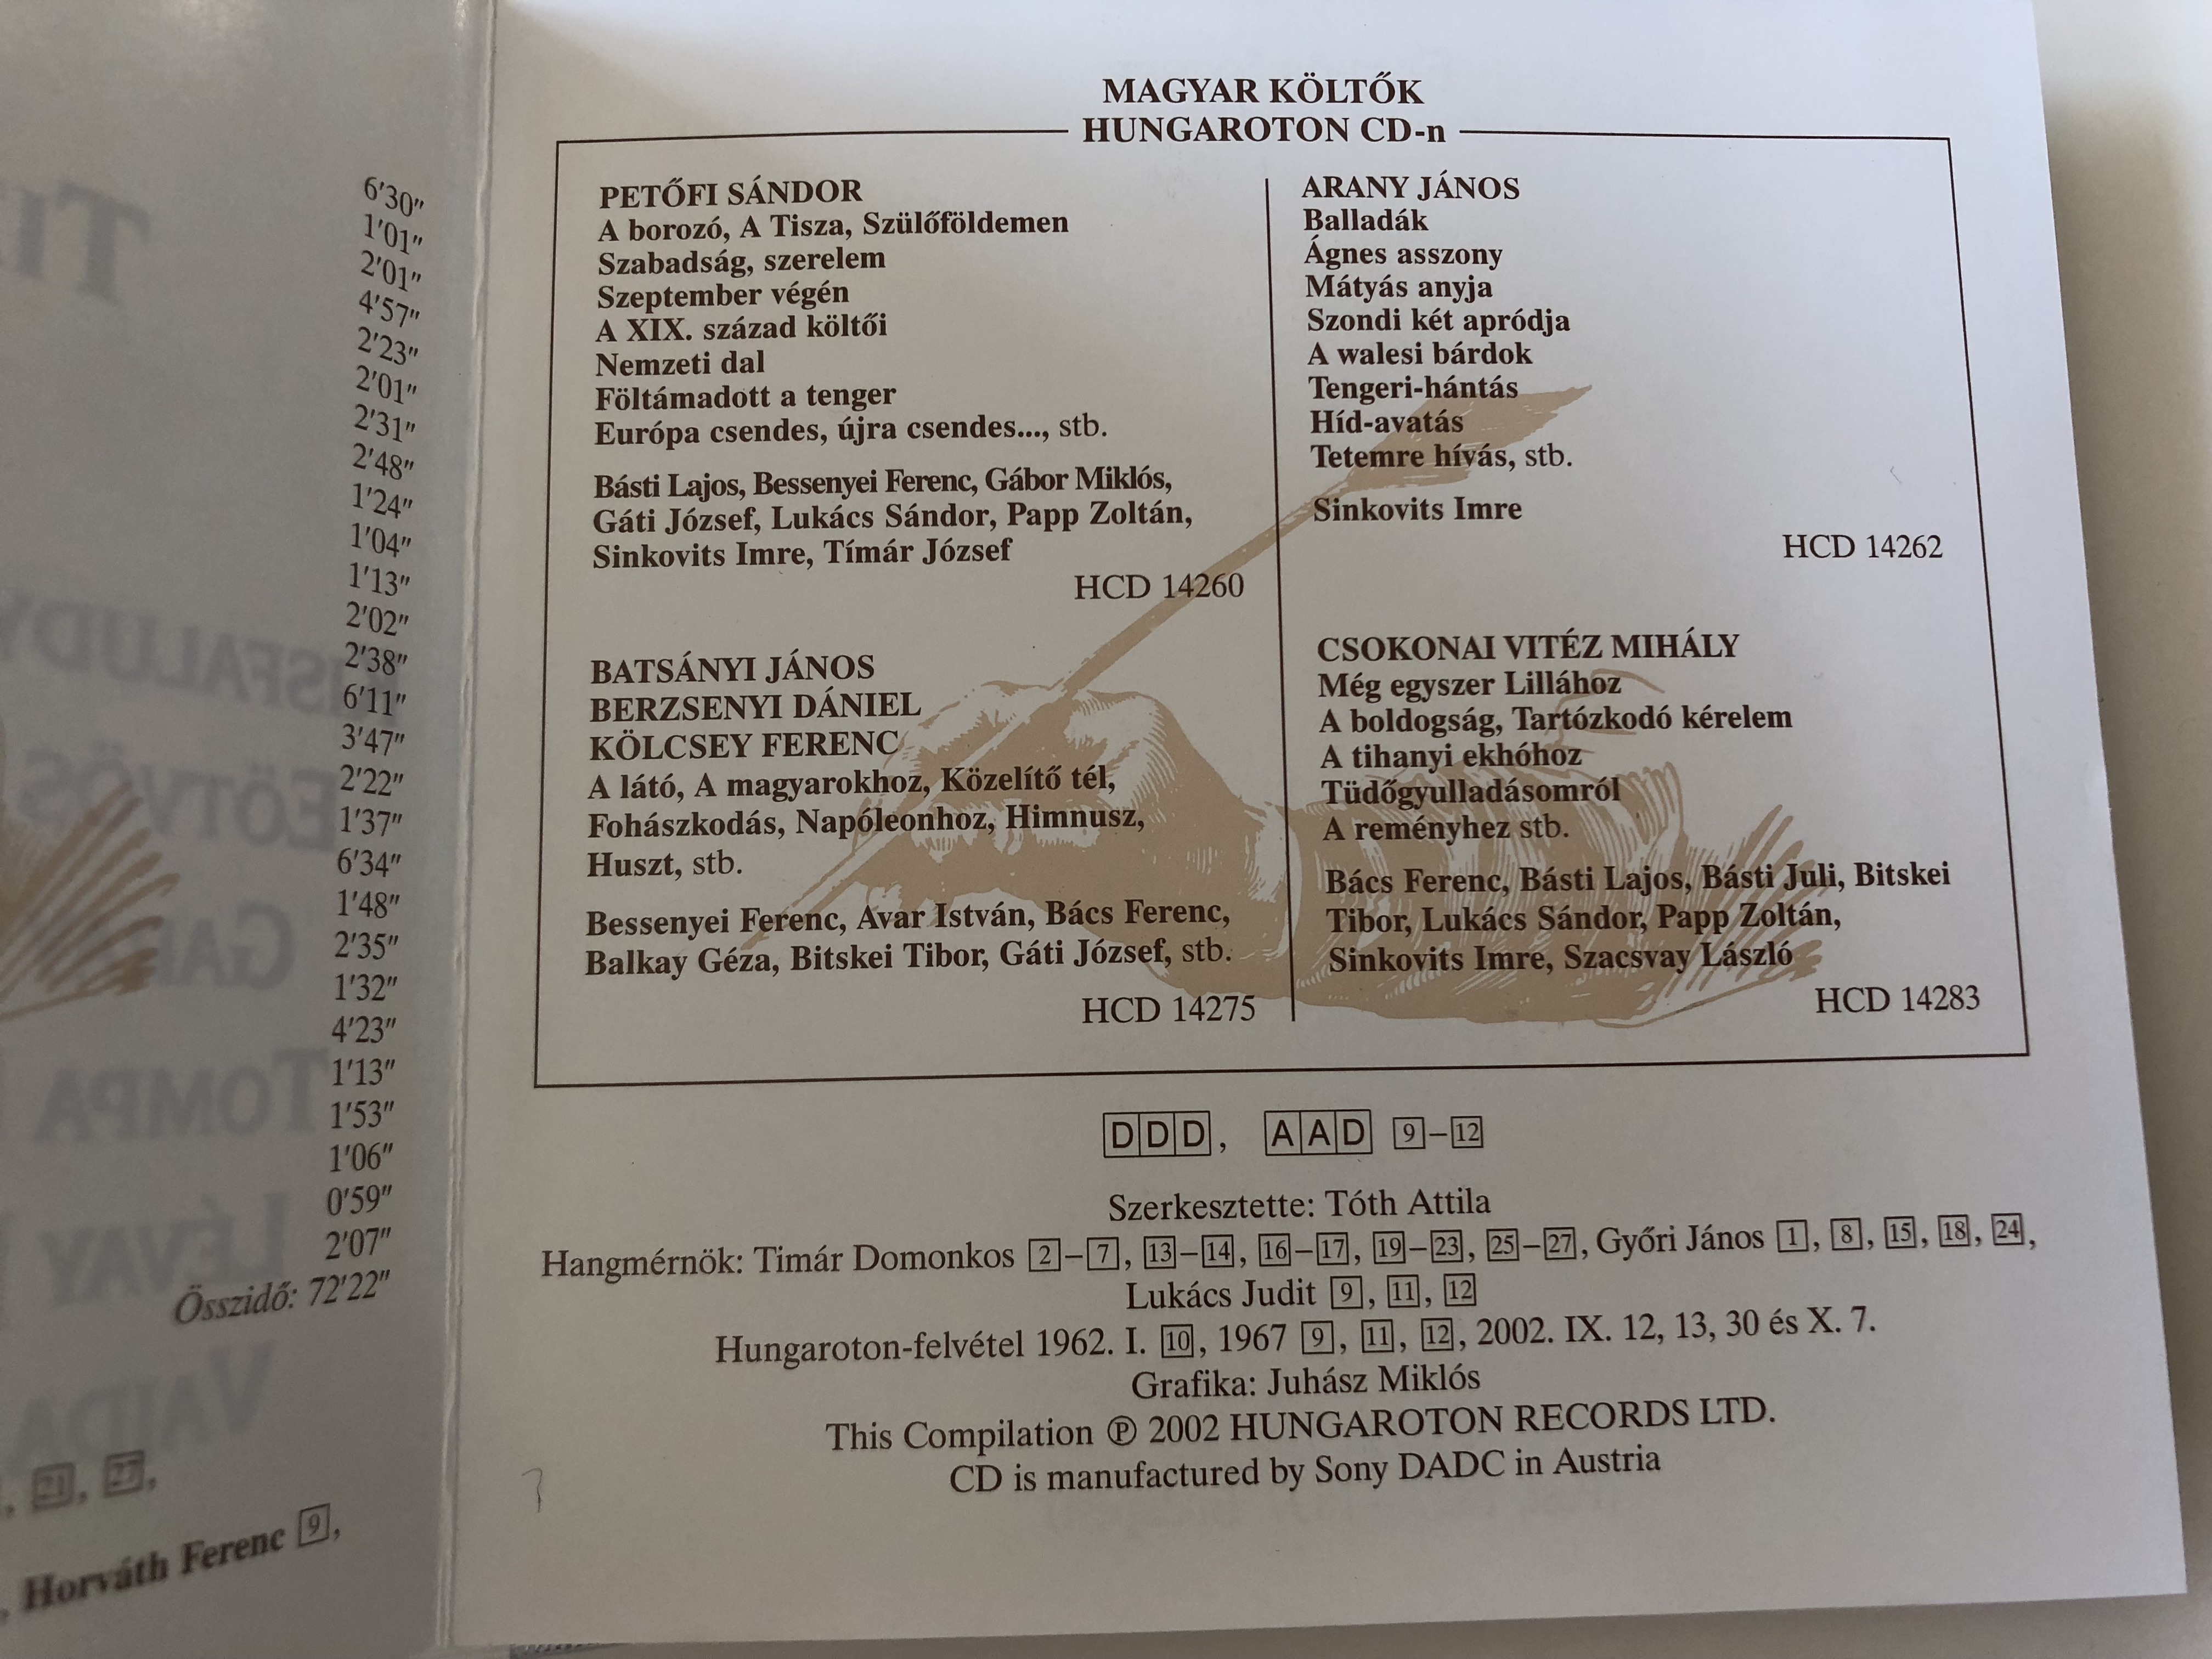 6'30"
1'01"
2'01"
4'57"
2'23"
2'01"
2'31"
2'48"
1'24"
1'04"
1'13"
2'02"
2'38"
6'11"
3'47"
2'22"
1'37"
6'34"
1'48"
2'35"
1'32"
4'23"
1'13"
1'53"
1'06"
0'59"
2'07"
Összidő: 72'22"
, 21, 27,
, Horváth Ferenc 9,
MAGYAR KÖLTŐK
HUNGAROTON CD-n
PETŐFI SÁNDOR
A borozó, A Tisza, Szülőföldemen
Szabadság, szerelem
Szeptember végén
A XIX. század költői
Nemzeti dal
Föltámadott a tenger
Európa csendes, újra csendes..., stb.
Básti Lajos, Bessenyei Ferenc, Gábor Miklós,
Gáti József, Lukács Sándor, Papp Zoltán,
Sinkovits Imre, Tímár József
HCD 14260
BATSÁNYI JÁNOS
BERZSENYI DÁNIEL
KÖLCSEY FERENC
A látó, A magyarokhoz, Közelítő tél,
Fohászkodás, Napóleonhoz, Himnusz,
Huszt, stb.
Bessenyei Ferenc, Avar István, Bács Ferenc,
Balkay Géza, Bitskei Tibor, Gáti József, stb.
HCD 14275
ARANY JÁNOS
Balladák
Ágnes asszony
Mátyás anyja
Szondi két apródja
A walesi bárdok
Tengeri-hántás
Híd-avatás
Tetemre hívás, stb.
Sinkovits Imre
HCD 14262
CSOKONAI VITÉZ MIHÁLY
Még egyszer Lillához
A boldogság, Tartózkodó kérelem
A tihanyi ekhóhoz
Tüdőgyulladásomról
A reményhez stb.
Bács Ferenc, Básti Lajos, Básti Juli, Bitskei
Tibor, Lukács Sándor, Papp Zoltán,
Sinkovits Imre, Szacsvay László
HCD 14283
DDD, AAD 9–12
Szerkesztette: Tóth Attila
Hangmérnök: Timár Domonkos 2–7, 13–14, 16–17, 19–23, 25–27, Győri János 1, 8, 15, 18, 24,
Lukács Judit 9, 11, 12
Hungaroton-felvétel 1962. I. 10, 1967 9, 11, 12, 2002. IX. 12, 13, 30 és X. 7.
Grafika: Juhász Miklós
This Compilation ℗ 2002 HUNGAROTON RECORDS LTD.
CD is manufactured by Sony DADC in Austria